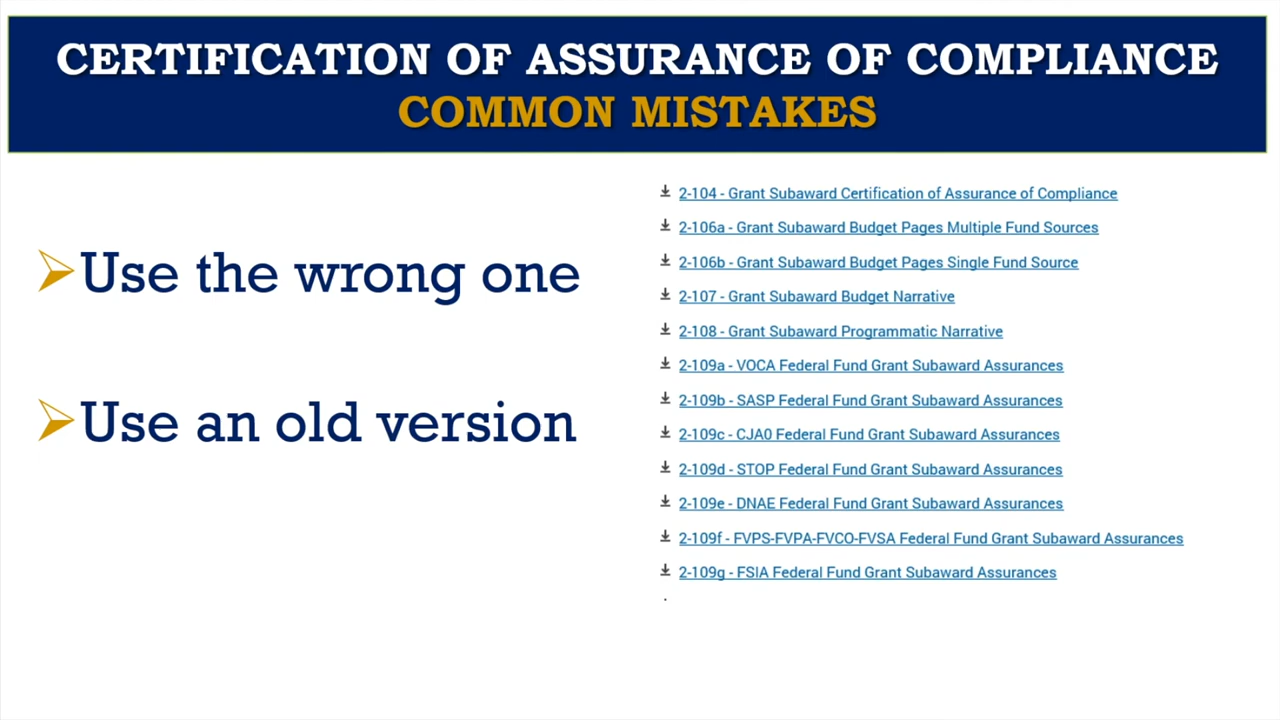 CERTIFICATION OF ASSURANCE OF COMPLIANCE
COMMON MISTAKES
Use the wrong one
Use an old version
2-104 - Grant Subaward Certification of Assurance of Compliance
2-106a - Grant Subaward Budget Pages Multiple Fund Sources
2-106b - Grant Subaward Budget Pages Single Fund Source
2-107 - Grant Subaward Budget Narrative
2-108 - Grant Subaward Programmatic Narrative
2-109a - VOCA Federal Fund Grant Subaward Assurances
2-109b - SASP Federal Fund Grant Subaward Assurances
2-109c - CJA0 Federal Fund Grant Subaward Assurances
2-109d - STOP Federal Fund Grant Subaward Assurances
2-109e - DNAE Federal Fund Grant Subaward Assurances
2-109f - FVPS-FVPA-FVCO-FVSA Federal Fund Grant Subaward Assurances
2-109g - FSIA Federal Fund Grant Subaward Assurances